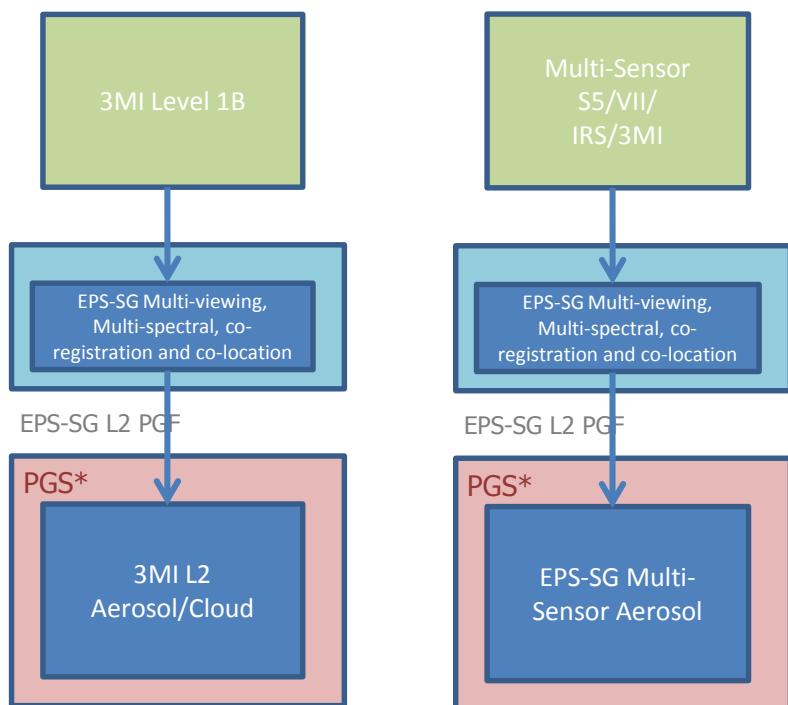 3MI Level 1B
EPS-SG Multi-viewing,
Multi-spectral, co-
registration and co-location
EPS-SG L2 PGF
PGS*
3MI L2
Aerosol/Cloud
Multi-Sensor
S5/VII/
IRS/3MI
EPS-SG Multi-viewing,
Multi-spectral, co-
registration and co-location
EPS-SG L2 PGF
PGS*
EPS-SG Multi-
Sensor Aerosol